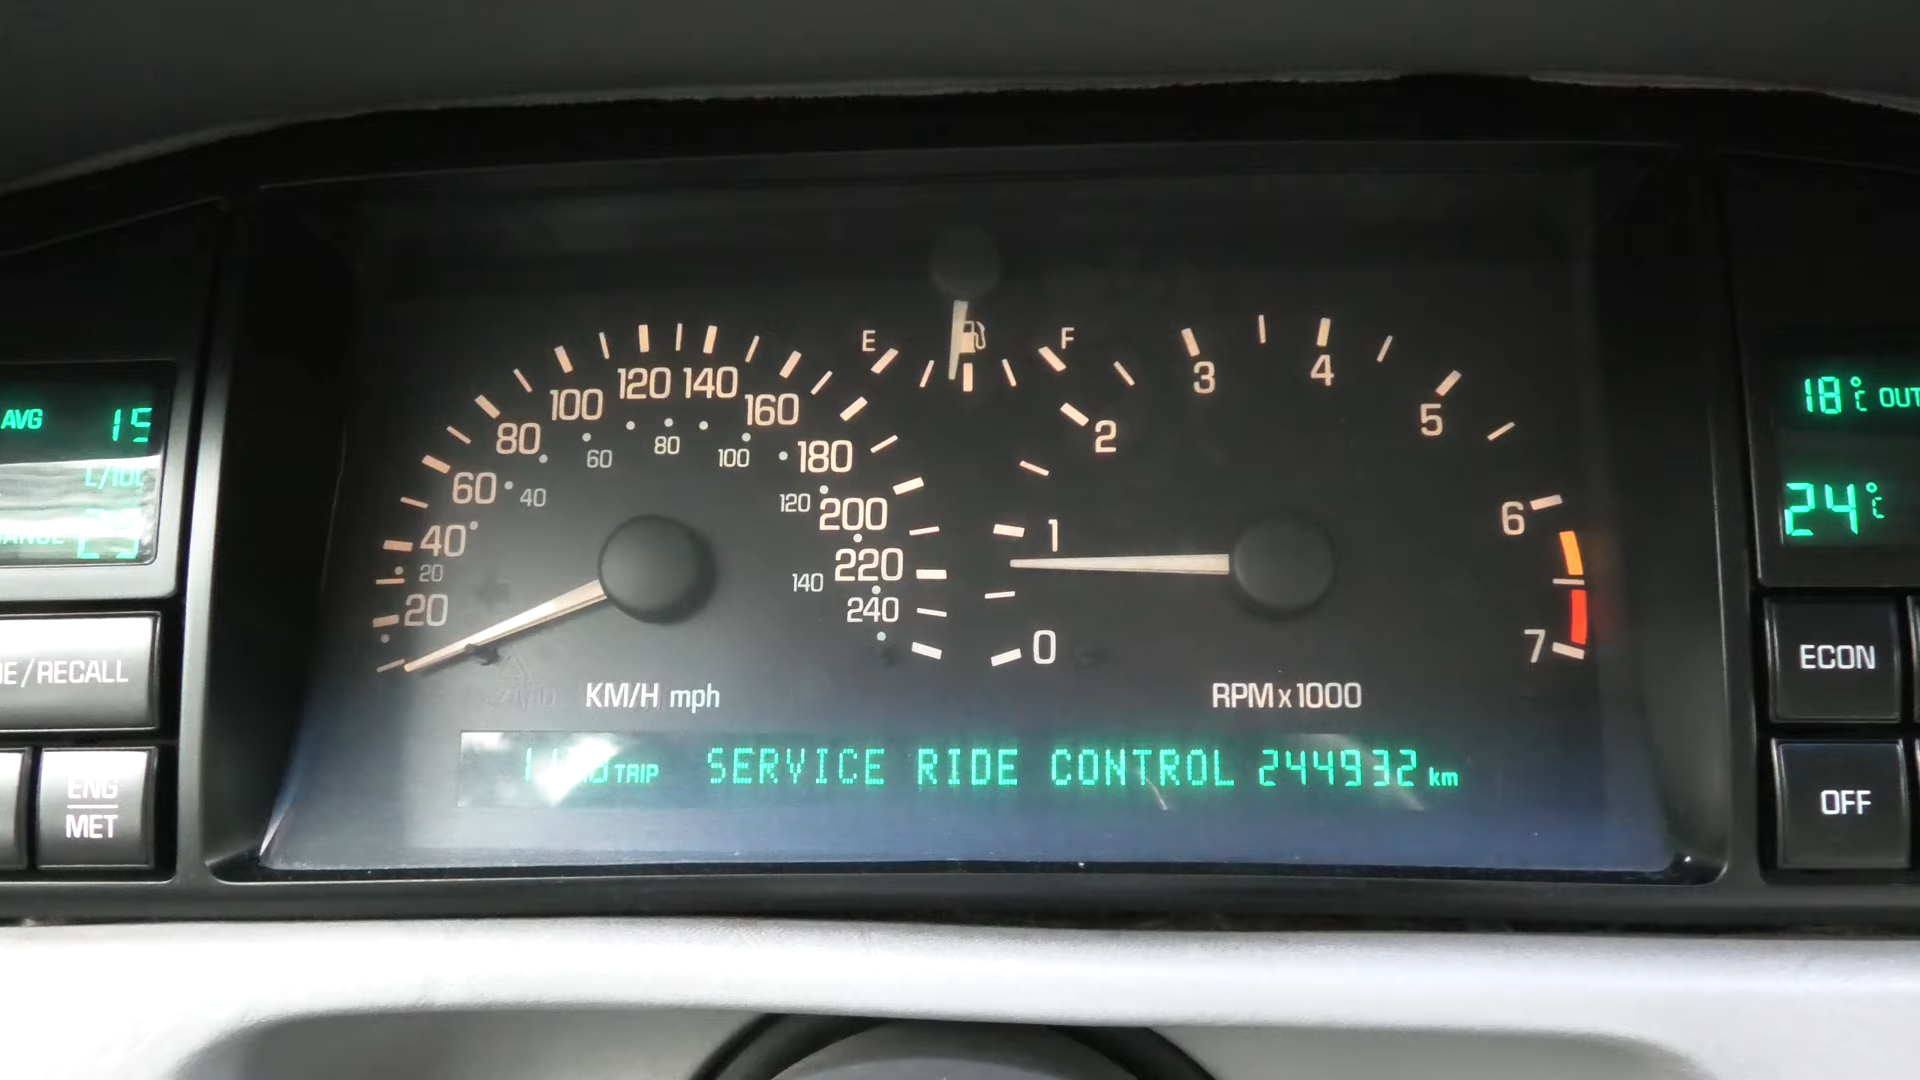 E F
100 120 140 160 3 4
80 60 80 100 180 2 5
60 40 120 200 6
40 1
20 140 220
20 240 0 7
KM/H mph RPM x 1000
TRIP SERVICE RIDE CONTROL 244932 km
AVG 15
/RECALL
ENG
MET
18°C OUT
24°C
ECON
OFF